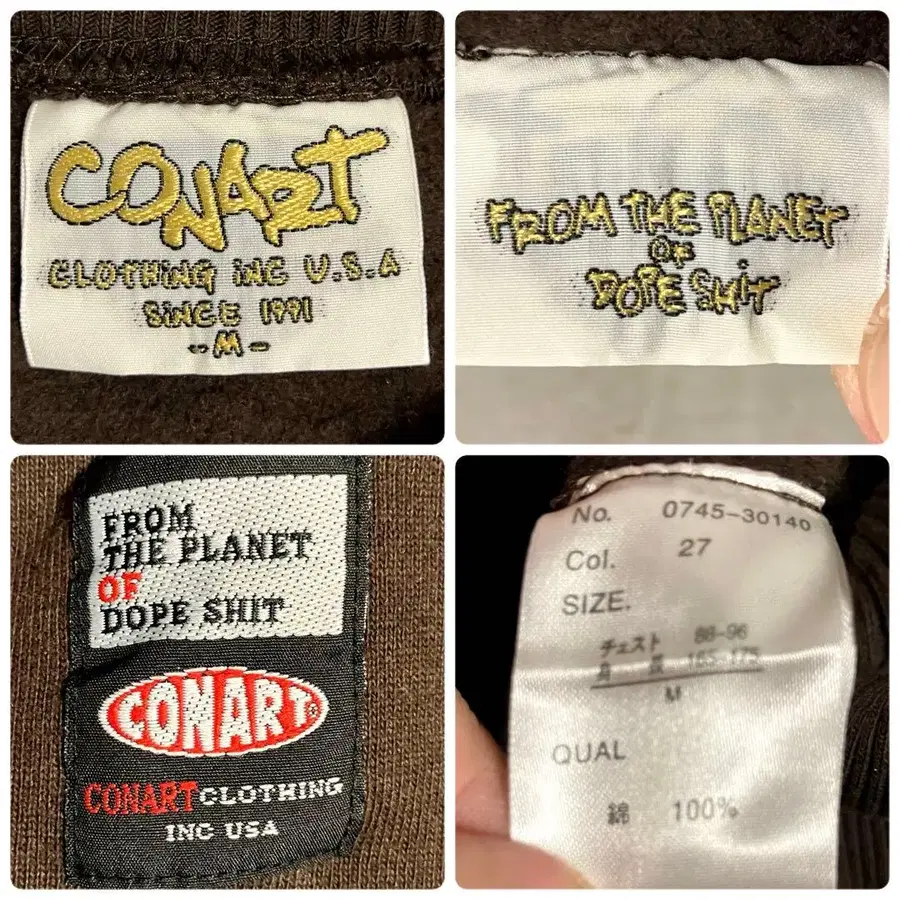 CONART
CLOTHING INC U.S.A
SINCE 1991
-M-
FROM THE PLANET
OF
DOPE SHIT
FROM
THE PLANET
OF
DOPE SHIT
CONART®
CONART CLOTHING
INC USA
No. 0745-30140
Col. 27
SIZE.
チェスト 88-96
身 長 165-175
M
QUAL
綿 100%